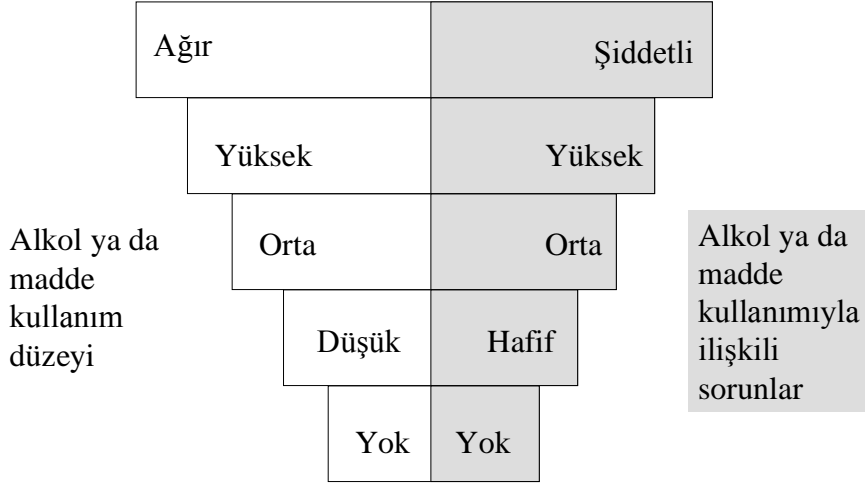 Ağır Şiddetli
Yüksek Yüksek
Orta Orta
Düşük Hafif
Yok Yok
Alkol ya da
madde
kullanım
düzeyi
Alkol ya da
madde
kullanımıyla
ilişkili
sorunlar